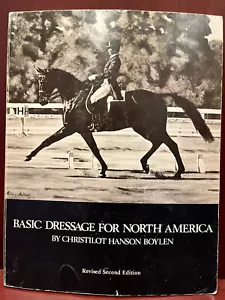 BASIC DRESSAGE FOR NORTH AMERICA
BY CHRISTILOT HANSON BOYLEN
Revised Second Edition